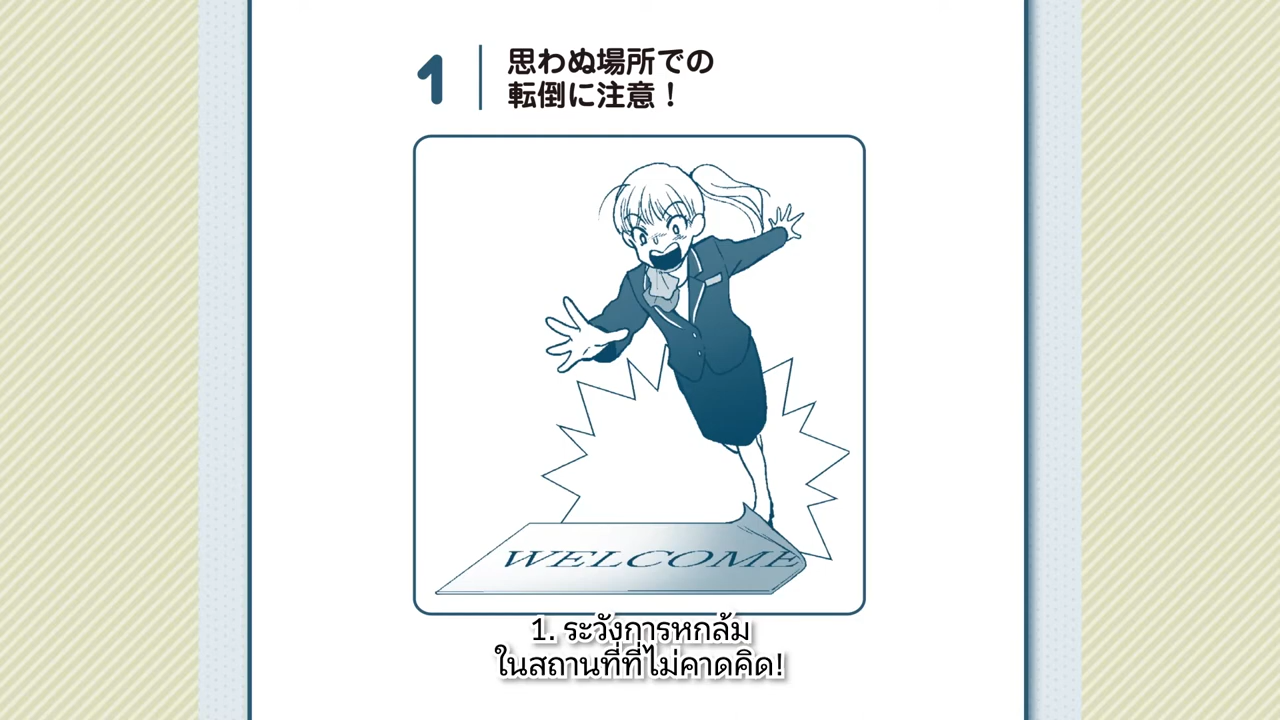 1
思わぬ場所での
転倒に注意！
WELCOME
1. ระวังการหกล้ม
ในสถานที่ที่ไม่คาดคิด!